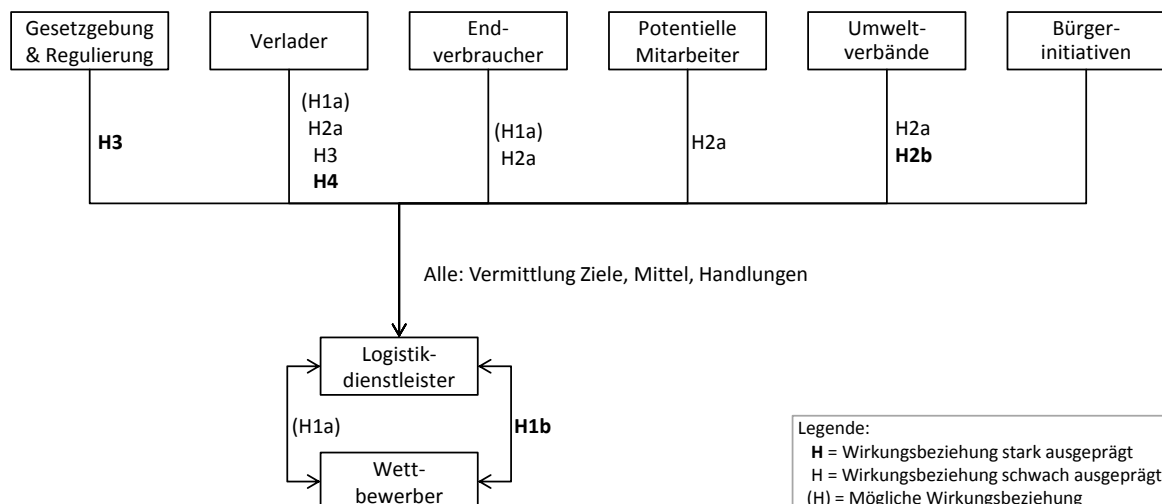 Gesetzgebung
& Regulierung
Verlader
End-
verbraucher
Potentielle
Mitarbeiter
Umwelt-
verbände
Bürger-
initiativen
H3
(H1a)
H2a
H3
H4
(H1a)
H2a
H2a
H2a
H2b
Alle: Vermittlung Ziele, Mittel, Handlungen
Logistik-
dienstleister
(H1a)
H1b
Wett-
bewerber
Legende:
H = Wirkungsbeziehung stark ausgeprägt
H = Wirkungsbeziehung schwach ausgeprägt
(H) = Mögliche Wirkungsbeziehung